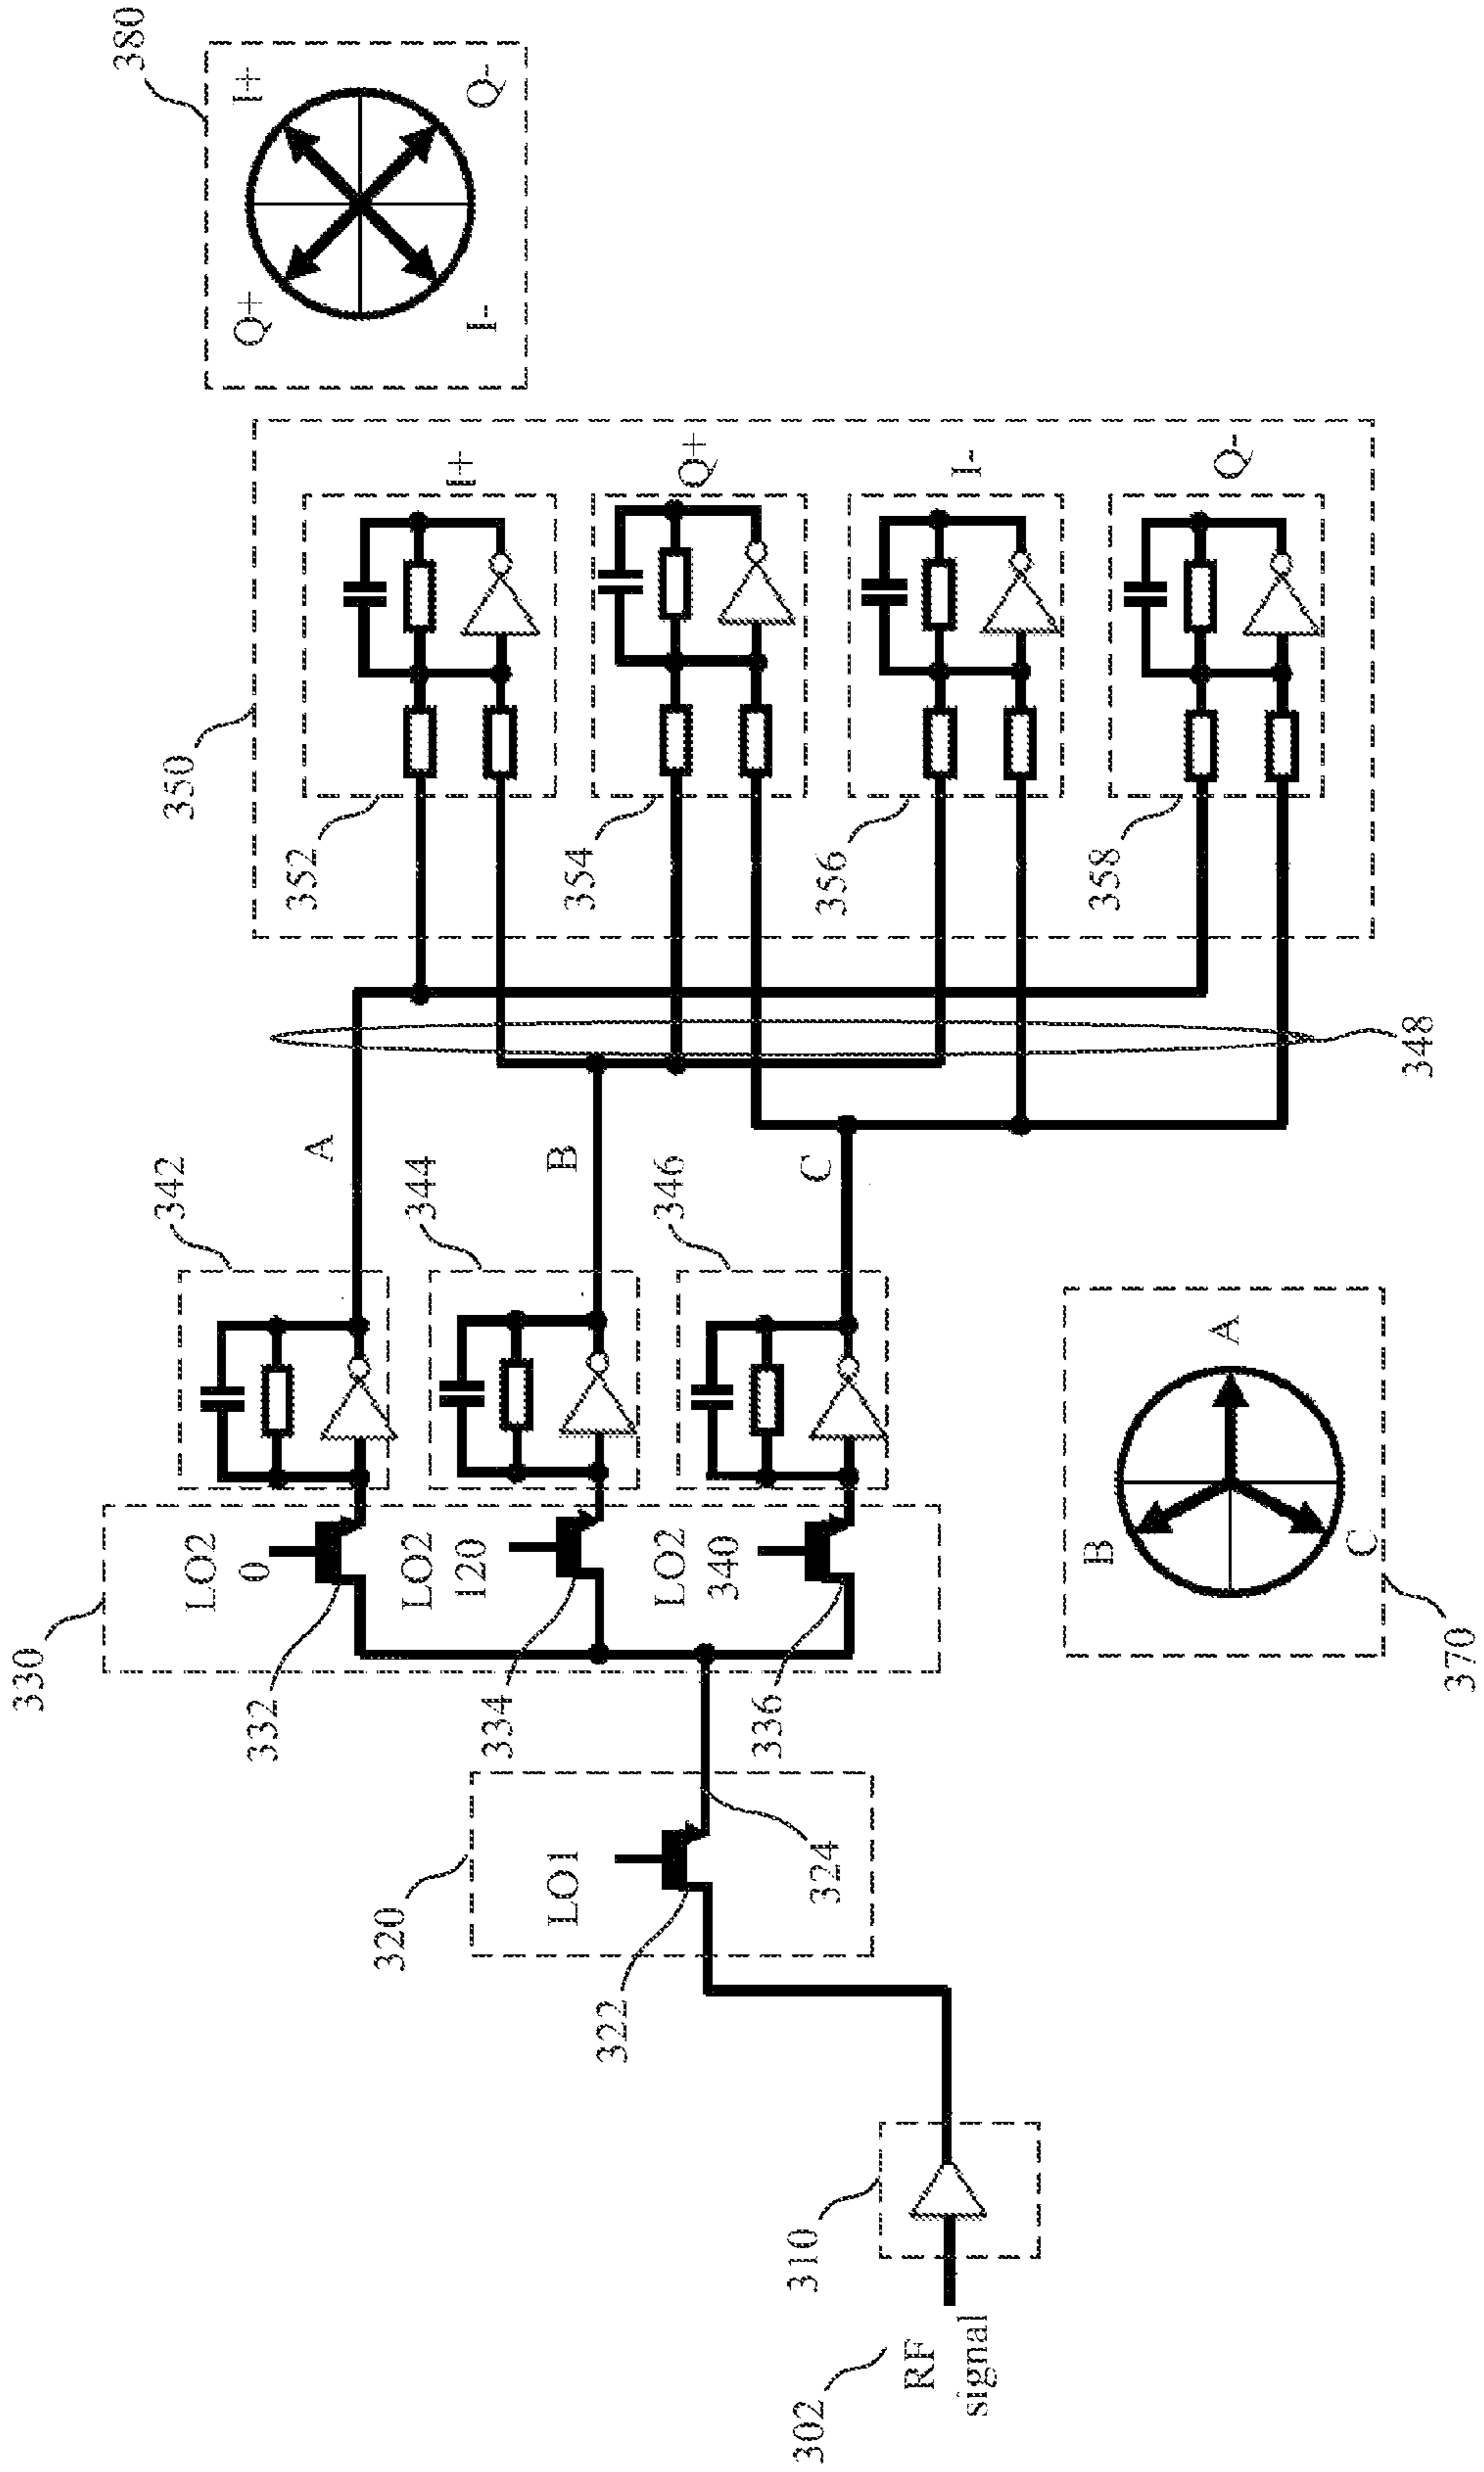 302
RF
signal
310
320
LO1
322
324
330
LO2
0
332
LO2
120
334
LO2
340
336
342
A
344
B
346
C
348
350
352
I+
354
Q+
356
I-
358
Q-
370
A
B
C
380
Q+
I+
I-
Q-